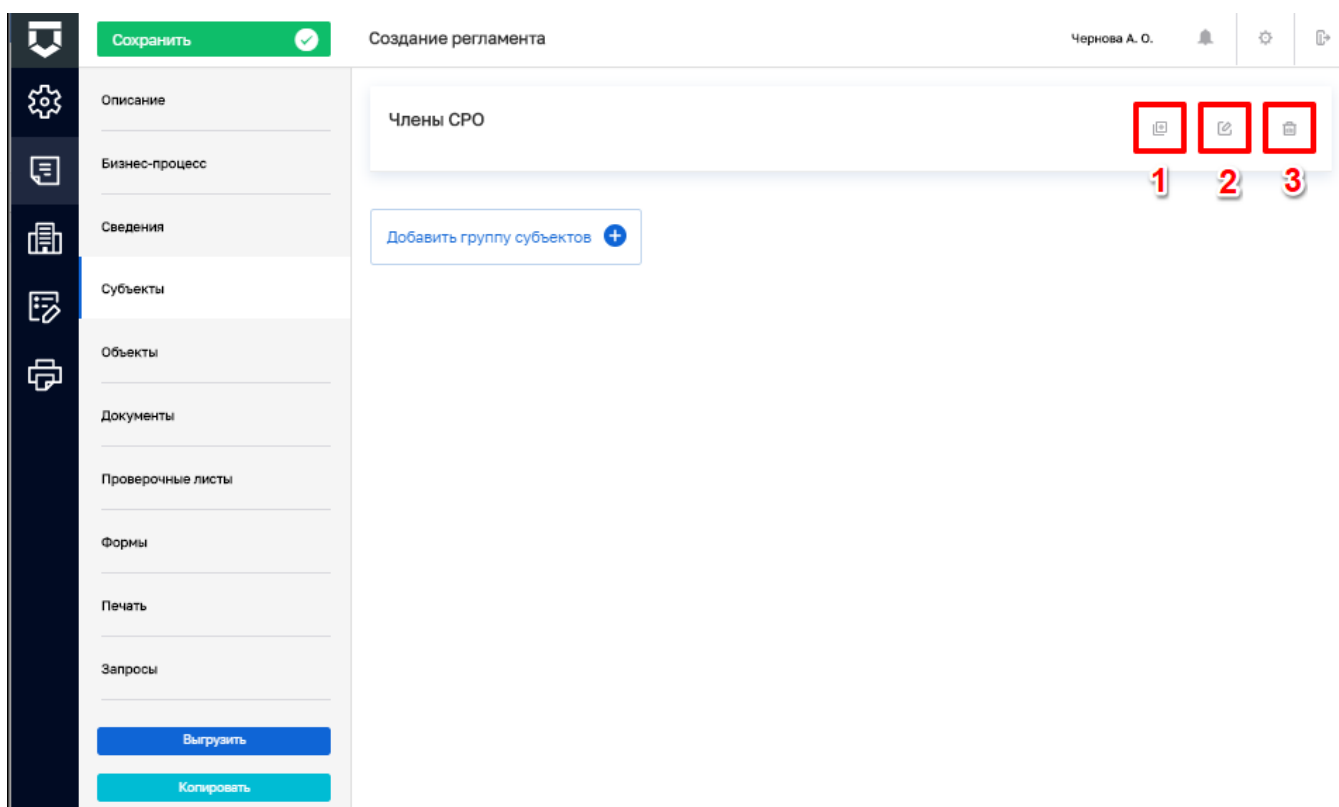 Сохранить
Создание регламента
Чернова А. О.
Описание
Бизнес-процесс
Сведения
Субъекты
Объекты
Документы
Проверочные листы
Формы
Печать
Запросы
Выгрузить
Копировать
Члены СРО
1
2
3
Добавить группу субъектов